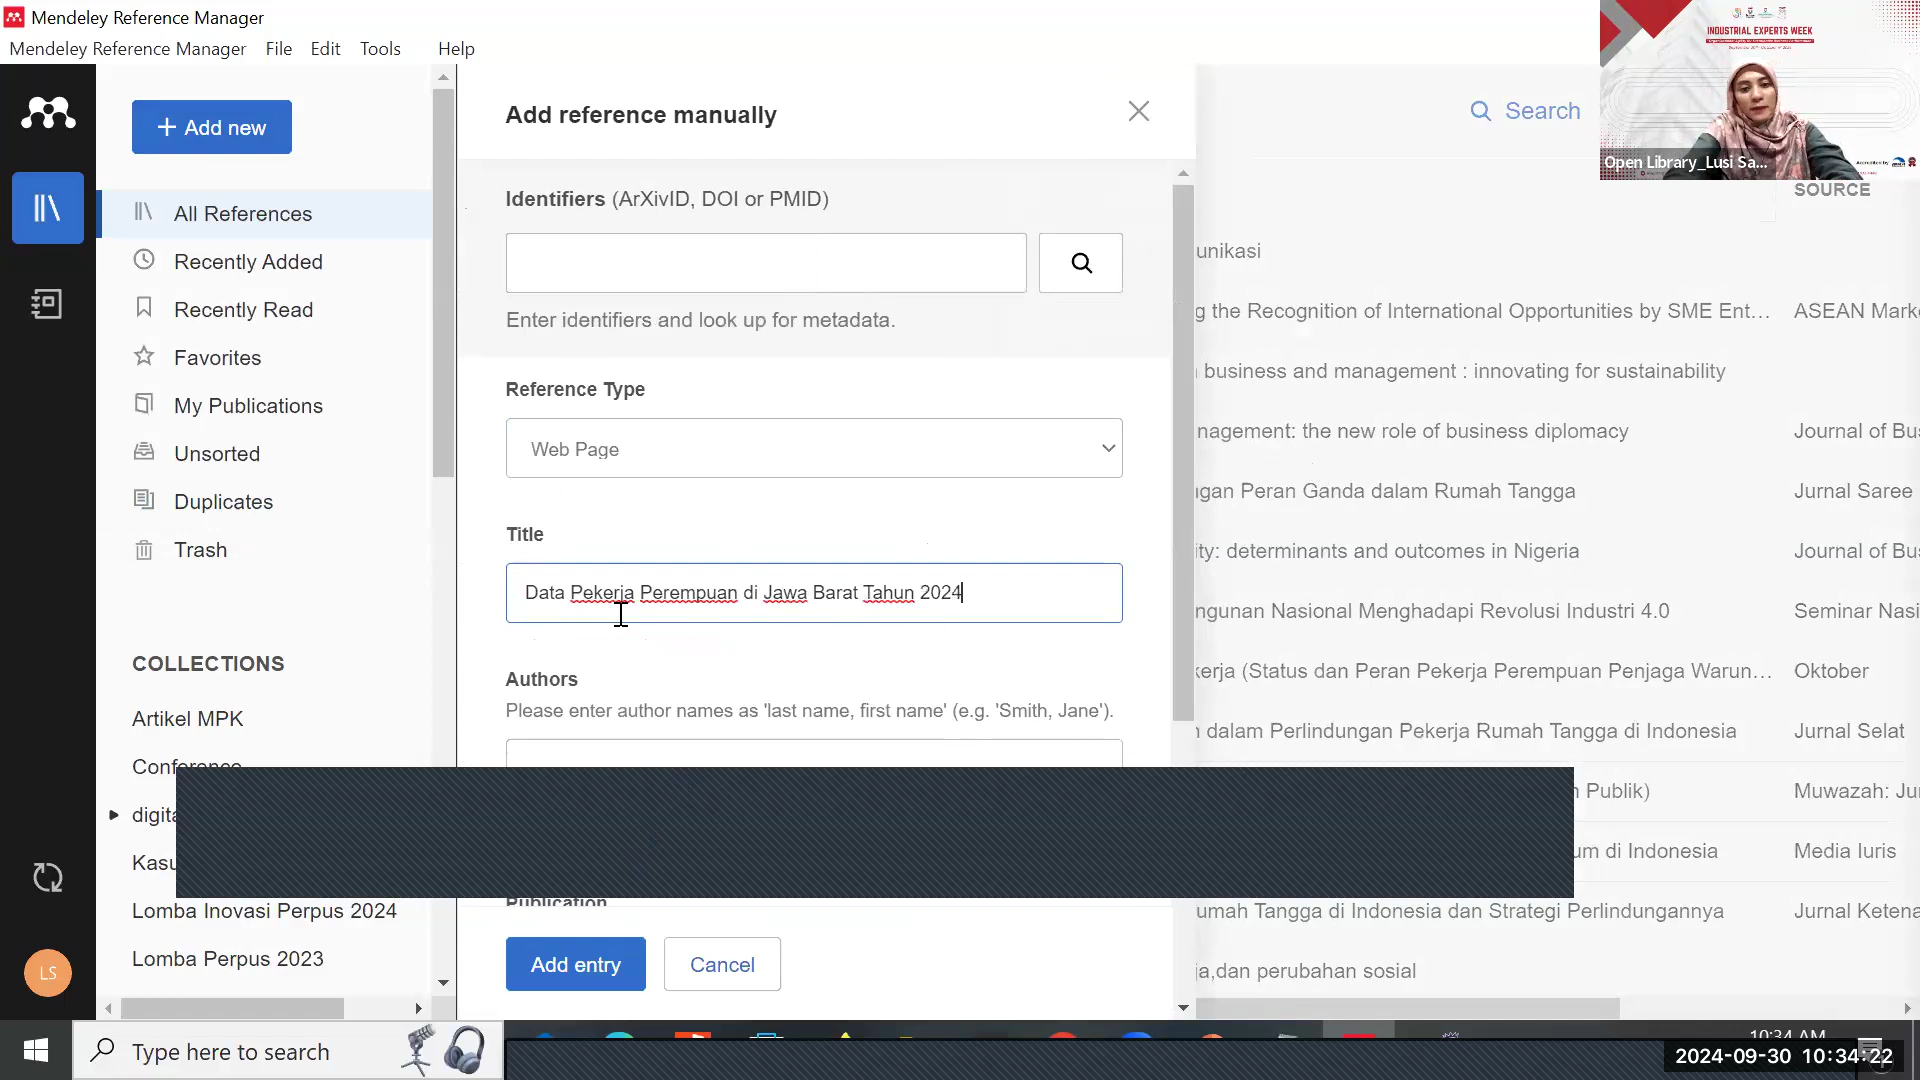 Mendeley Reference Manager
Mendeley Reference Manager File Edit Tools Help
+ Add new
All References
Recently Added
Recently Read
Favorites
My Publications
Unsorted
Duplicates
Trash
COLLECTIONS
Artikel MPK
Conference
Lomba Inovasi Perpus 2024
Lomba Perpus 2023
LS
Add reference manually
Identifiers (ArXivID, DOI or PMID)
Enter identifiers and look up for metadata.
Reference Type
Web Page
Title
Data Pekerja Perempuan di Jawa Barat Tahun 2024
Authors
Please enter author names as 'last name, first name' (e.g. 'Smith, Jane').
Publication
Add entry Cancel
Search
INDUSTRIAL EXPERTS WEEK
Open Library_Lusi Sa...
SOURCE
unikasi
g the Recognition of International Opportunities by SME Ent... ASEAN Mark
business and management : innovating for sustainability
nagement: the new role of business diplomacy Journal of Bu
gan Peran Ganda dalam Rumah Tangga Jurnal Saree
ity: determinants and outcomes in Nigeria Journal of Bu
ngunan Nasional Menghadapi Revolusi Industri 4.0 Seminar Nasi
kerja (Status dan Peran Pekerja Perempuan Penjaga Warun... Oktober
dalam Perlindungan Pekerja Rumah Tangga di Indonesia Jurnal Selat
Publik) Muwazah: Ju
um di Indonesia Media Iuris
umah Tangga di Indonesia dan Strategi Perlindungannya Jurnal Ketena
ja,dan perubahan sosial
Type here to search
10:34 AM
2024-09-30 10:34:22